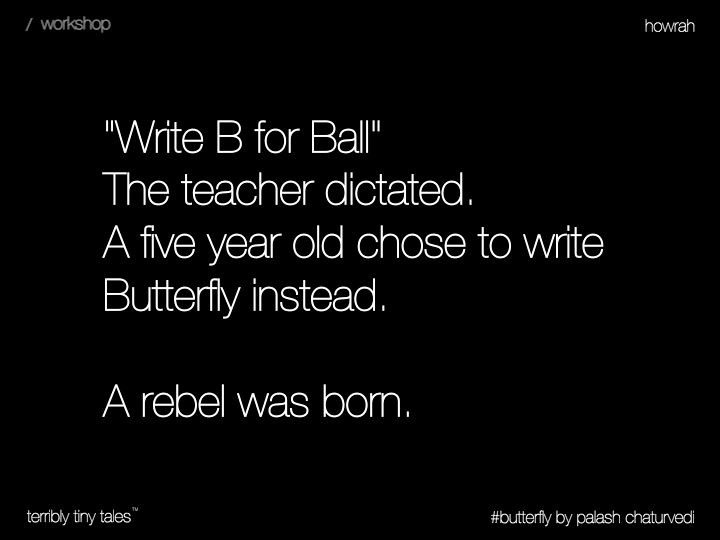 / workshop
howrah
"Write B for Ball"
The teacher dictated.
A five year old chose to write
Butterfly instead.
A rebel was born.
terribly tiny tales™
#butterfly by palash chaturvedi